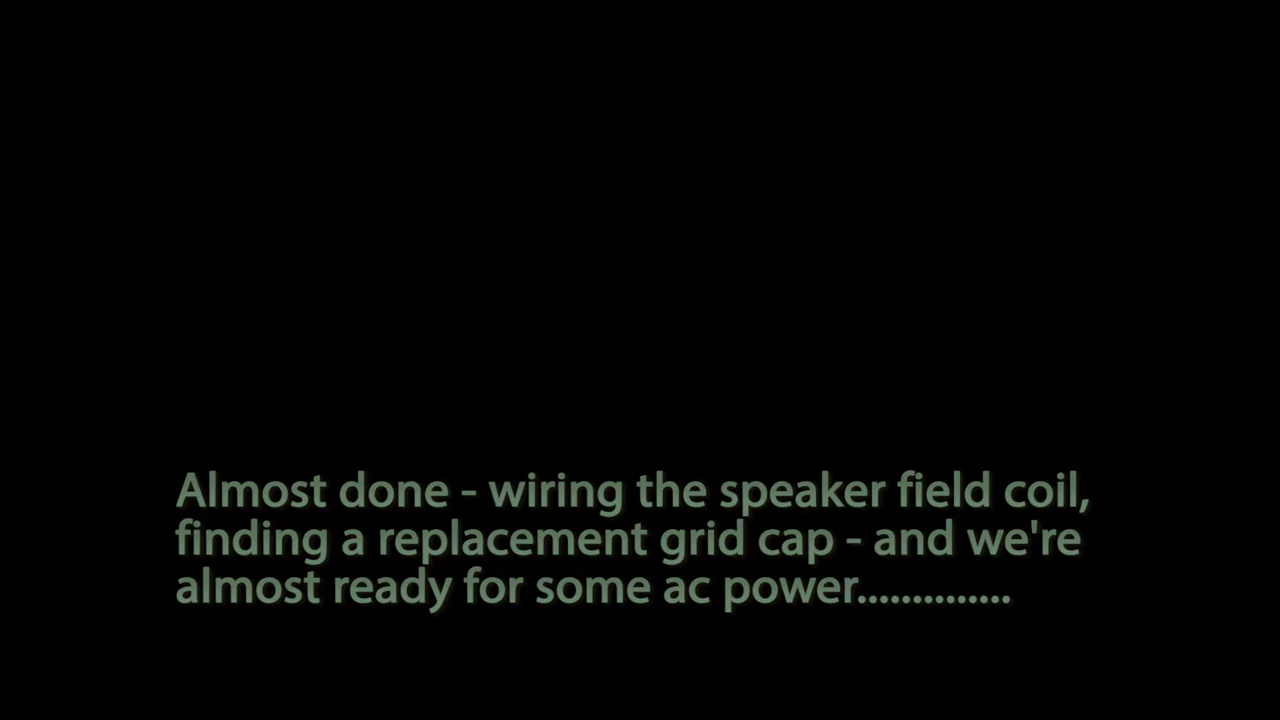 Almost done - wiring the speaker field coil,
finding a replacement grid cap - and we're
almost ready for some ac power..............